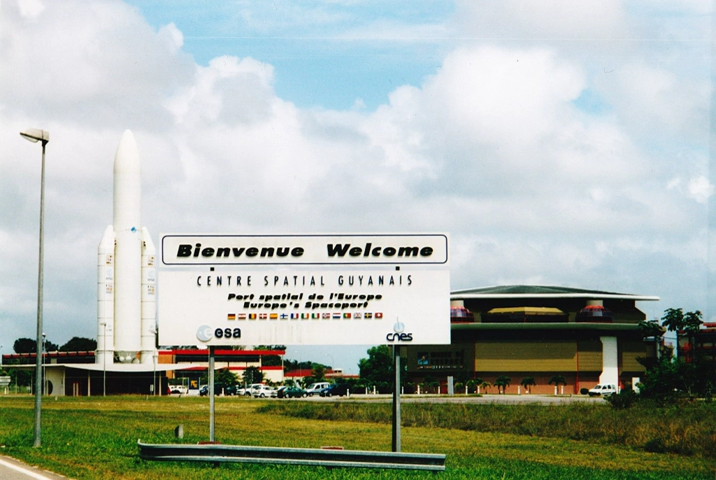 Bienvenue Welcome
CENTRE SPATIAL GUYANAIS
Port spatial de l'Europe
Europe's Spaceport
esa
cnes